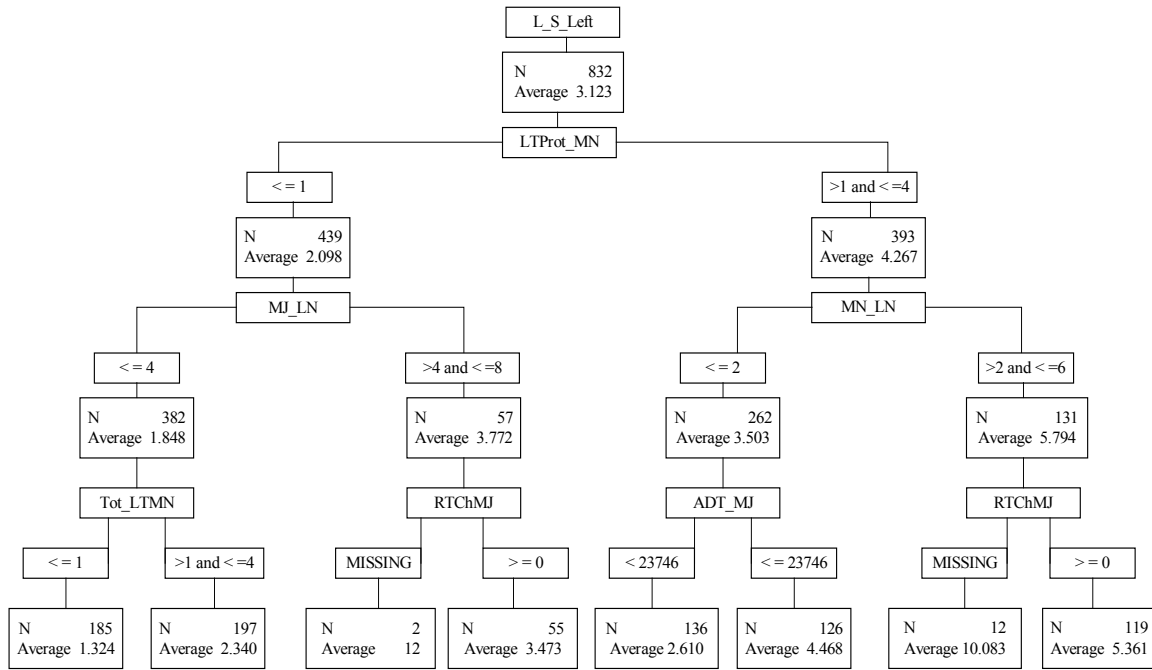 L_S_Left
N 832
Average 3.123
LTProt_MN
< = 1
>1 and < =4
N 439
Average 2.098
N 393
Average 4.267
MJ_LN
MN_LN
< = 4
>4 and < =8
< = 2
>2 and < =6
N 382
Average 1.848
N 57
Average 3.772
N 262
Average 3.503
N 131
Average 5.794
Tot_LTMN
RTChMJ
ADT_MJ
RTChMJ
< = 1
>1 and < =4
MISSING
> = 0
< 23746
< = 23746
MISSING
> = 0
N 185
Average 1.324
N 197
Average 2.340
N 2
Average 12
N 55
Average 3.473
N 136
Average 2.610
N 126
Average 4.468
N 12
Average 10.083
N 119
Average 5.361